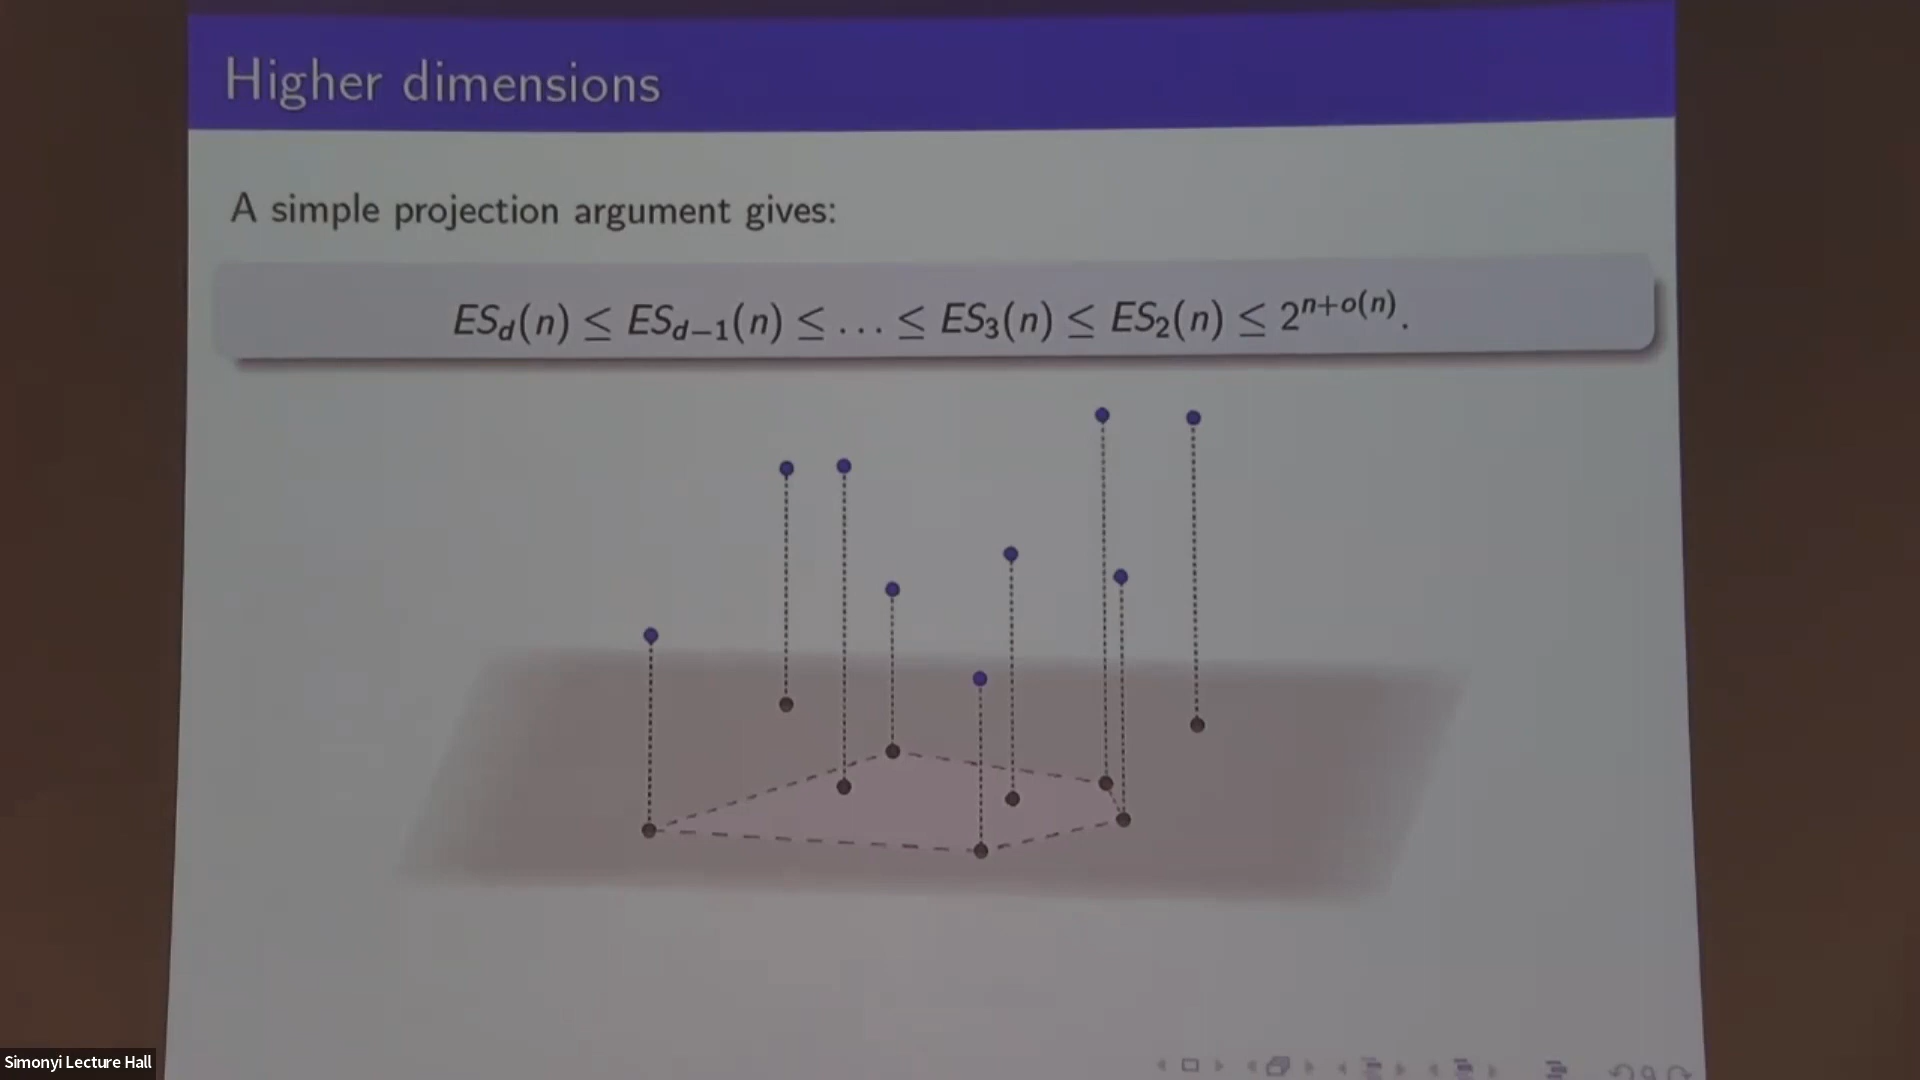 Higher dimensions
A simple projection argument gives:
ES_d(n) ≤ ES_{d−1}(n) ≤ … ≤ ES_3(n) ≤ ES_2(n) ≤ 2^{n+o(n)}.
Simonyi Lecture Hall